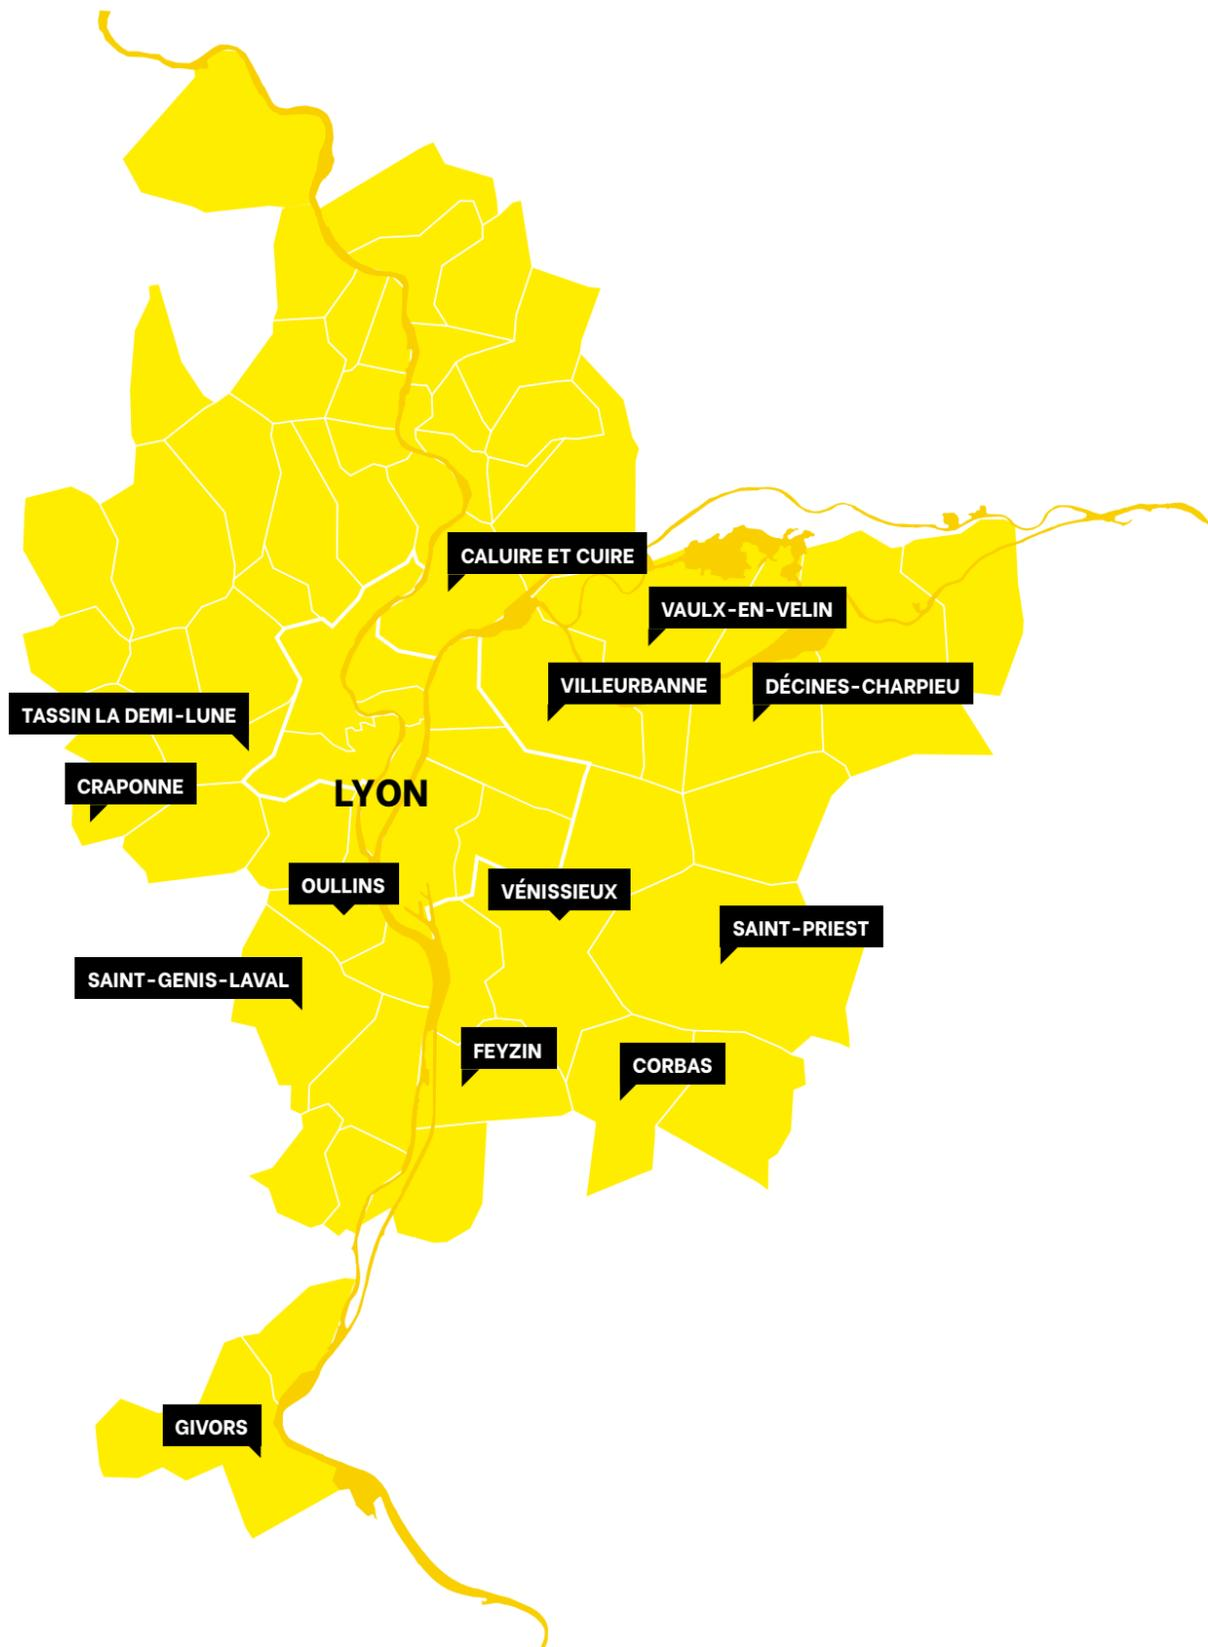 CALUIRE ET CUIRE
VAULX-EN-VELIN
VILLEURBANNE
DÉCINES-CHARPIEU
TASSIN LA DEMI-LUNE
CRAPONNE
LYON
OULLINS
VÉNISSIEUX
SAINT-PRIEST
SAINT-GENIS-LAVAL
FEYZIN
CORBAS
GIVORS